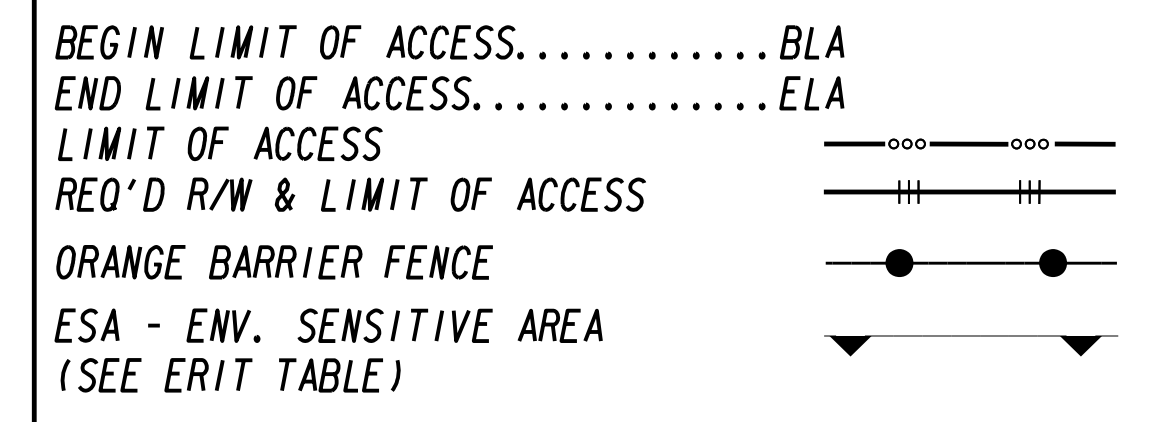 BEGIN LIMIT OF ACCESS............BLA
END LIMIT OF ACCESS..............ELA
LIMIT OF ACCESS
REQ'D R/W & LIMIT OF ACCESS
ORANGE BARRIER FENCE
ESA - ENV. SENSITIVE AREA
(SEE ERIT TABLE)